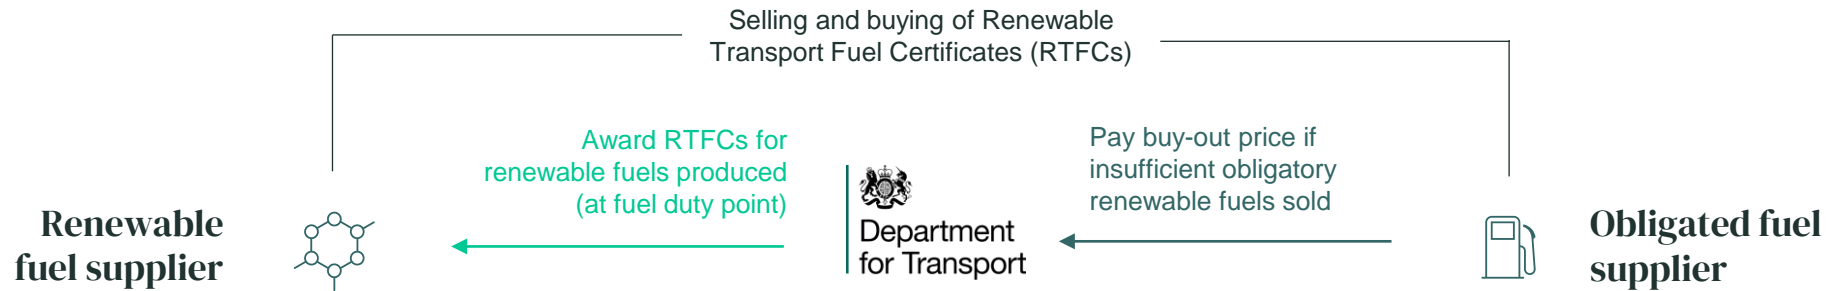 Selling and buying of Renewable
Transport Fuel Certificates (RTFCs)
Award RTFCs for
renewable fuels produced
(at fuel duty point)
Pay buy-out price if
insufficient obligatory
renewable fuels sold
Renewable
fuel supplier
Department
for Transport
Obligated fuel
supplier